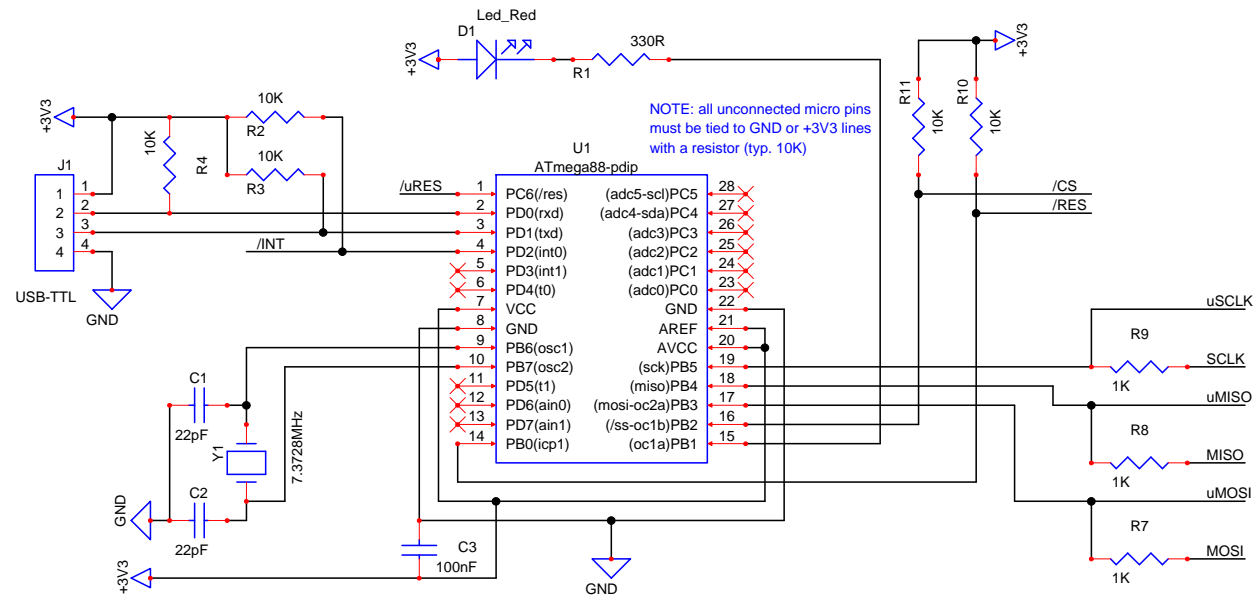 Led_Red
D1
330R
+3V3
R1
+3V3
R11
R10
10K
10K
NOTE: all unconnected micro pins
must be tied to GND or +3V3 lines
with a resistor (typ. 10K)
+3V3
10K
R2
10K
R4
10K
R3
J1
1 1
2 2
3 3
4 4
USB-TTL
GND
/INT
/uRES
U1
ATmega88-pdip
1 PC6(/res) (adc5-scl)PC5 28
2 PD0(rxd) (adc4-sda)PC4 27
3 PD1(txd) (adc3)PC3 26
4 PD2(int0) (adc2)PC2 25
5 PD3(int1) (adc1)PC1 24
6 PD4(t0) (adc0)PC0 23
7 VCC GND 22
8 GND AREF 21
9 PB6(osc1) AVCC 20
10 PB7(osc2) (sck)PB5 19
11 PD5(t1) (miso)PB4 18
12 PD6(ain0) (mosi-oc2a)PB3 17
13 PD7(ain1) (/ss-oc1b)PB2 16
14 PB0(icp1) (oc1a)PB1 15
/CS
/RES
uSCLK
R9
SCLK
1K
uMISO
R8
MISO
1K
uMOSI
R7
MOSI
1K
C1
22pF
Y1
7.3728MHz
C2
22pF
GND
+3V3
C3
100nF
GND